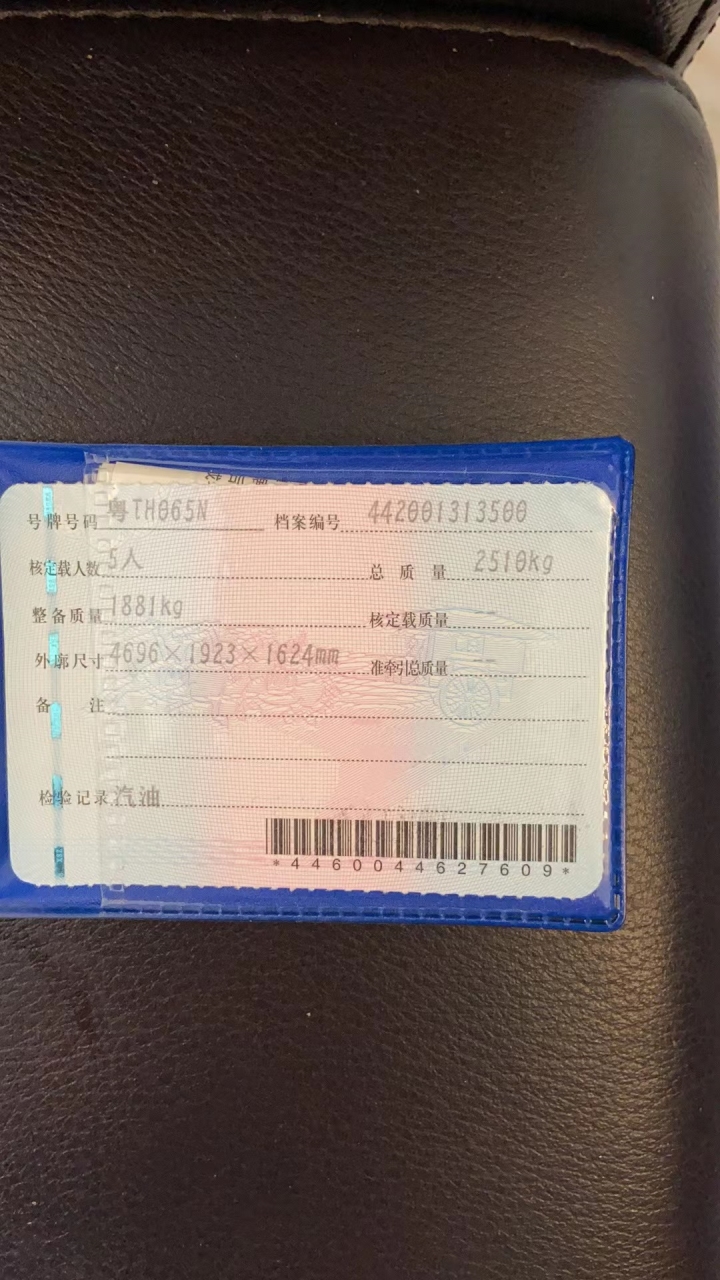 号牌号码 粤TH065N 档案编号 442001313500
核定载人数 5人 总质量 2510kg
整备质量 1881kg 核定载质量 --
外廓尺寸 4696×1923×1624mm 准牵引总质量 --
备注
检验记录 汽油
*4460044627609*